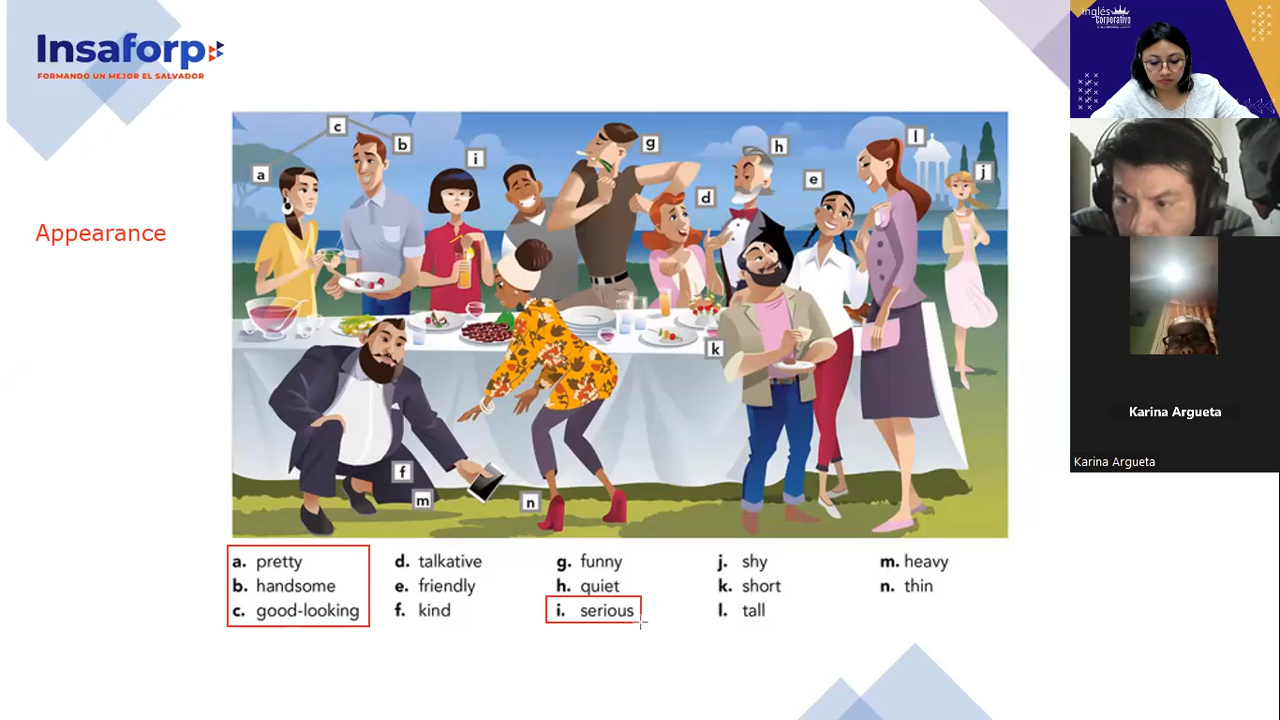 Insaforp
FORMANDO UN MEJOR EL SALVADOR
Appearance
a
c
b
i
g
d
h
e
l
j
k
f
m
n
a. pretty
b. handsome
c. good-looking
d. talkative
e. friendly
f. kind
g. funny
h. quiet
i. serious
j. shy
k. short
l. tall
m. heavy
n. thin
Inglés
Corporativo
Karina Argueta
Karina Argueta